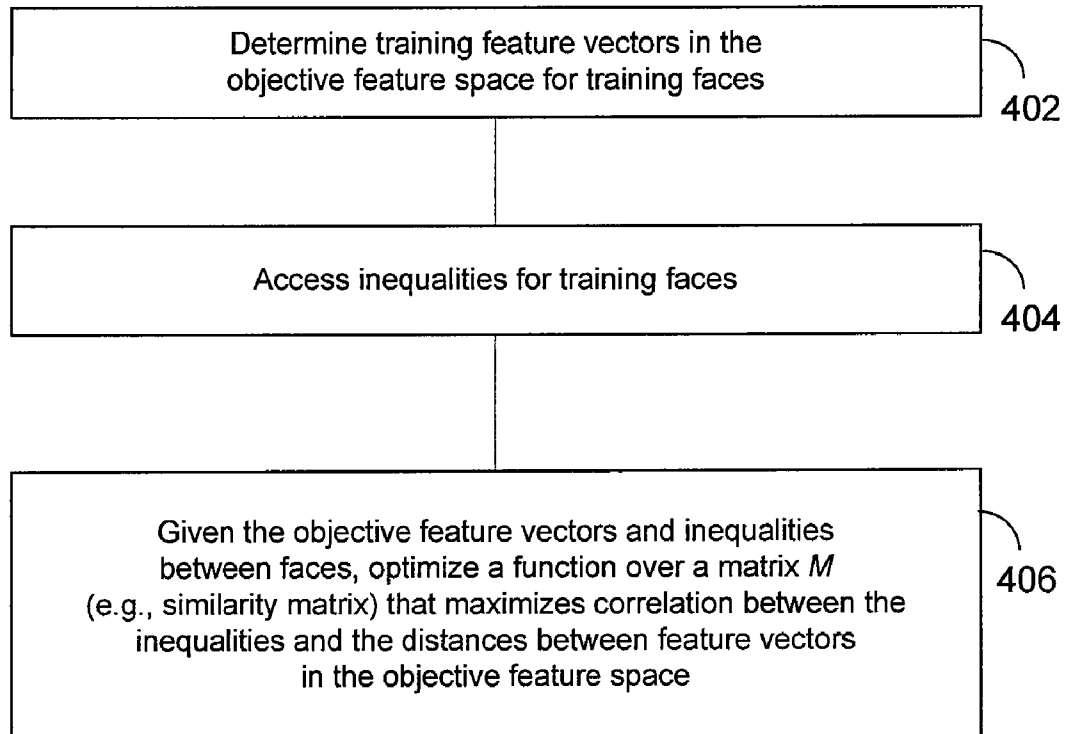 Determine training feature vectors in the
objective feature space for training faces
402
Access inequalities for training faces
404
Given the objective feature vectors and inequalities
between faces, optimize a function over a matrix M
(e.g., similarity matrix) that maximizes correlation between the
inequalities and the distances between feature vectors
in the objective feature space
406